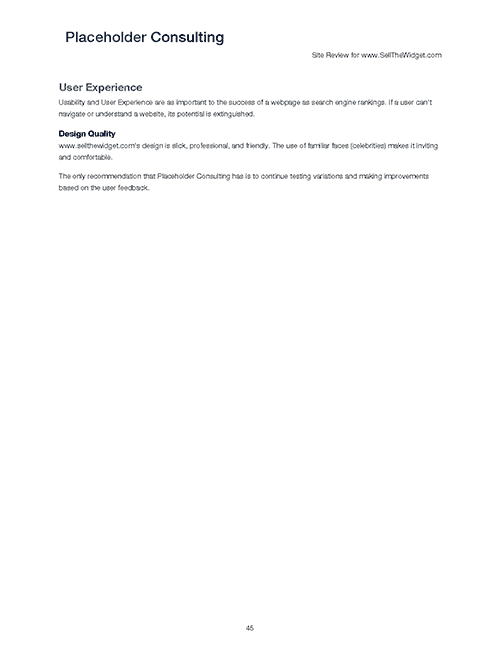 Placeholder Consulting
Site Review for www.SellTheWidget.com
User Experience
Usability and User Experience are as important to the success of a webpage as search engine rankings. If a user can't
navigate or understand a website, its potential is extinguished.
Design Quality
www.sellthewidget.com's design is slick, professional, and friendly. The use of familiar faces (celebrities) makes it inviting
and comfortable.
The only recommendation that Placeholder Consulting has is to continue testing variations and making improvements
based on the user feedback.
45